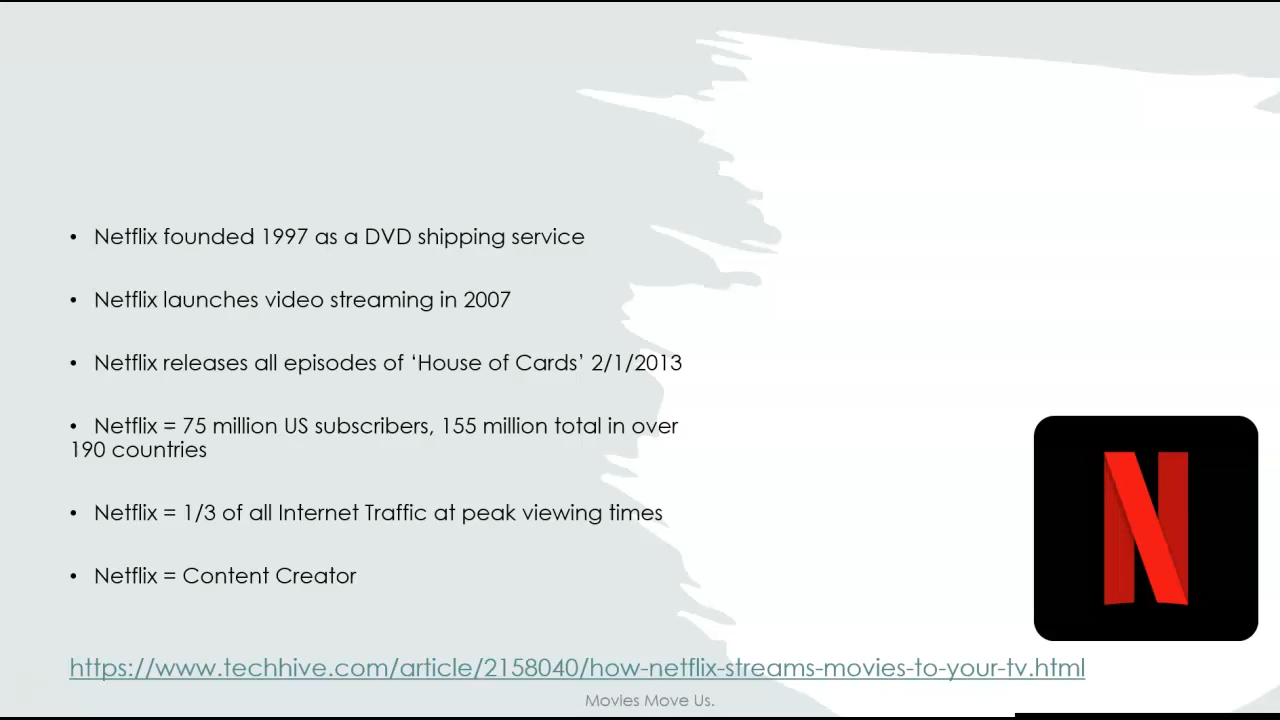 • Netflix founded 1997 as a DVD shipping service
• Netflix launches video streaming in 2007
• Netflix releases all episodes of ‘House of Cards’ 2/1/2013
• Netflix = 75 million US subscribers, 155 million total in over
190 countries
• Netflix = 1/3 of all Internet Traffic at peak viewing times
• Netflix = Content Creator
N
https://www.techhive.com/article/2158040/how-netflix-streams-movies-to-your-tv.html
Movies Move Us.